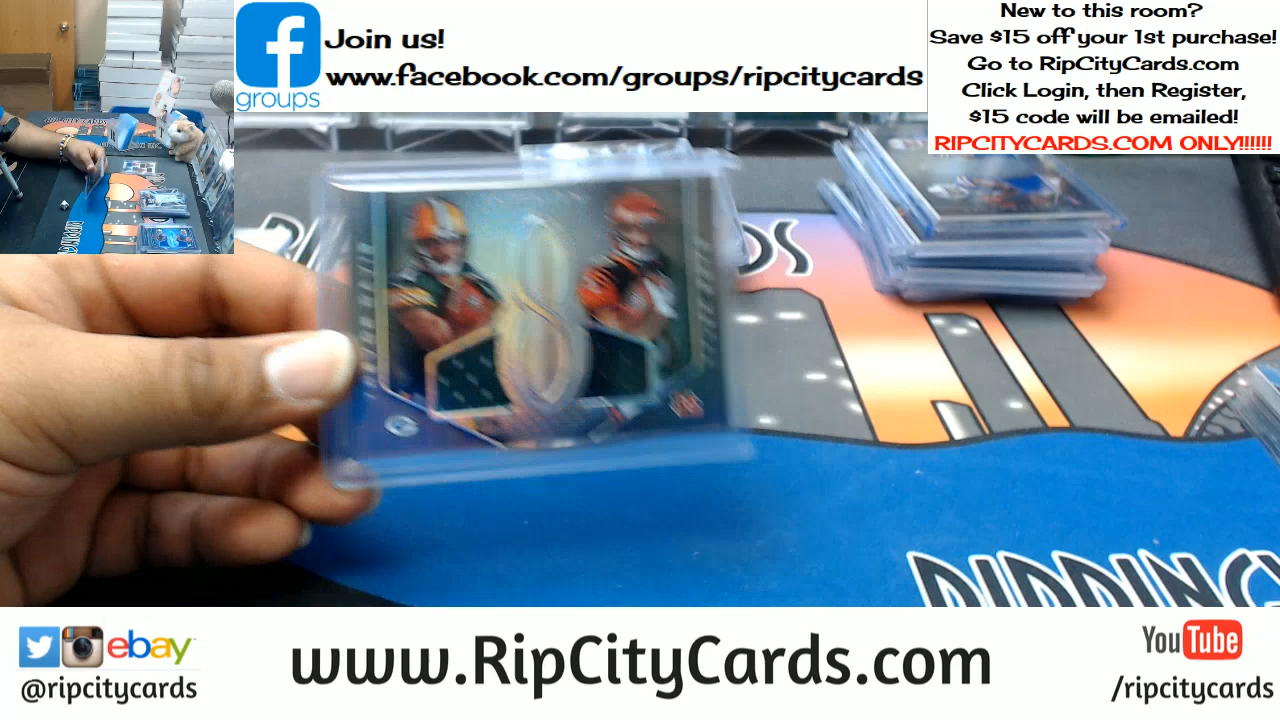 groups
Join us!
www.facebook.com/groups/ripcitycards
New to this room?
Save $15 off your 1st purchase!
Go to RipCityCards.com
Click Login, then Register,
$15 code will be emailed!
RIPCITYCARDS.COM ONLY!!!!!!
ebay
@ripcitycards
www.RipCityCards.com
You Tube
/ripcitycards